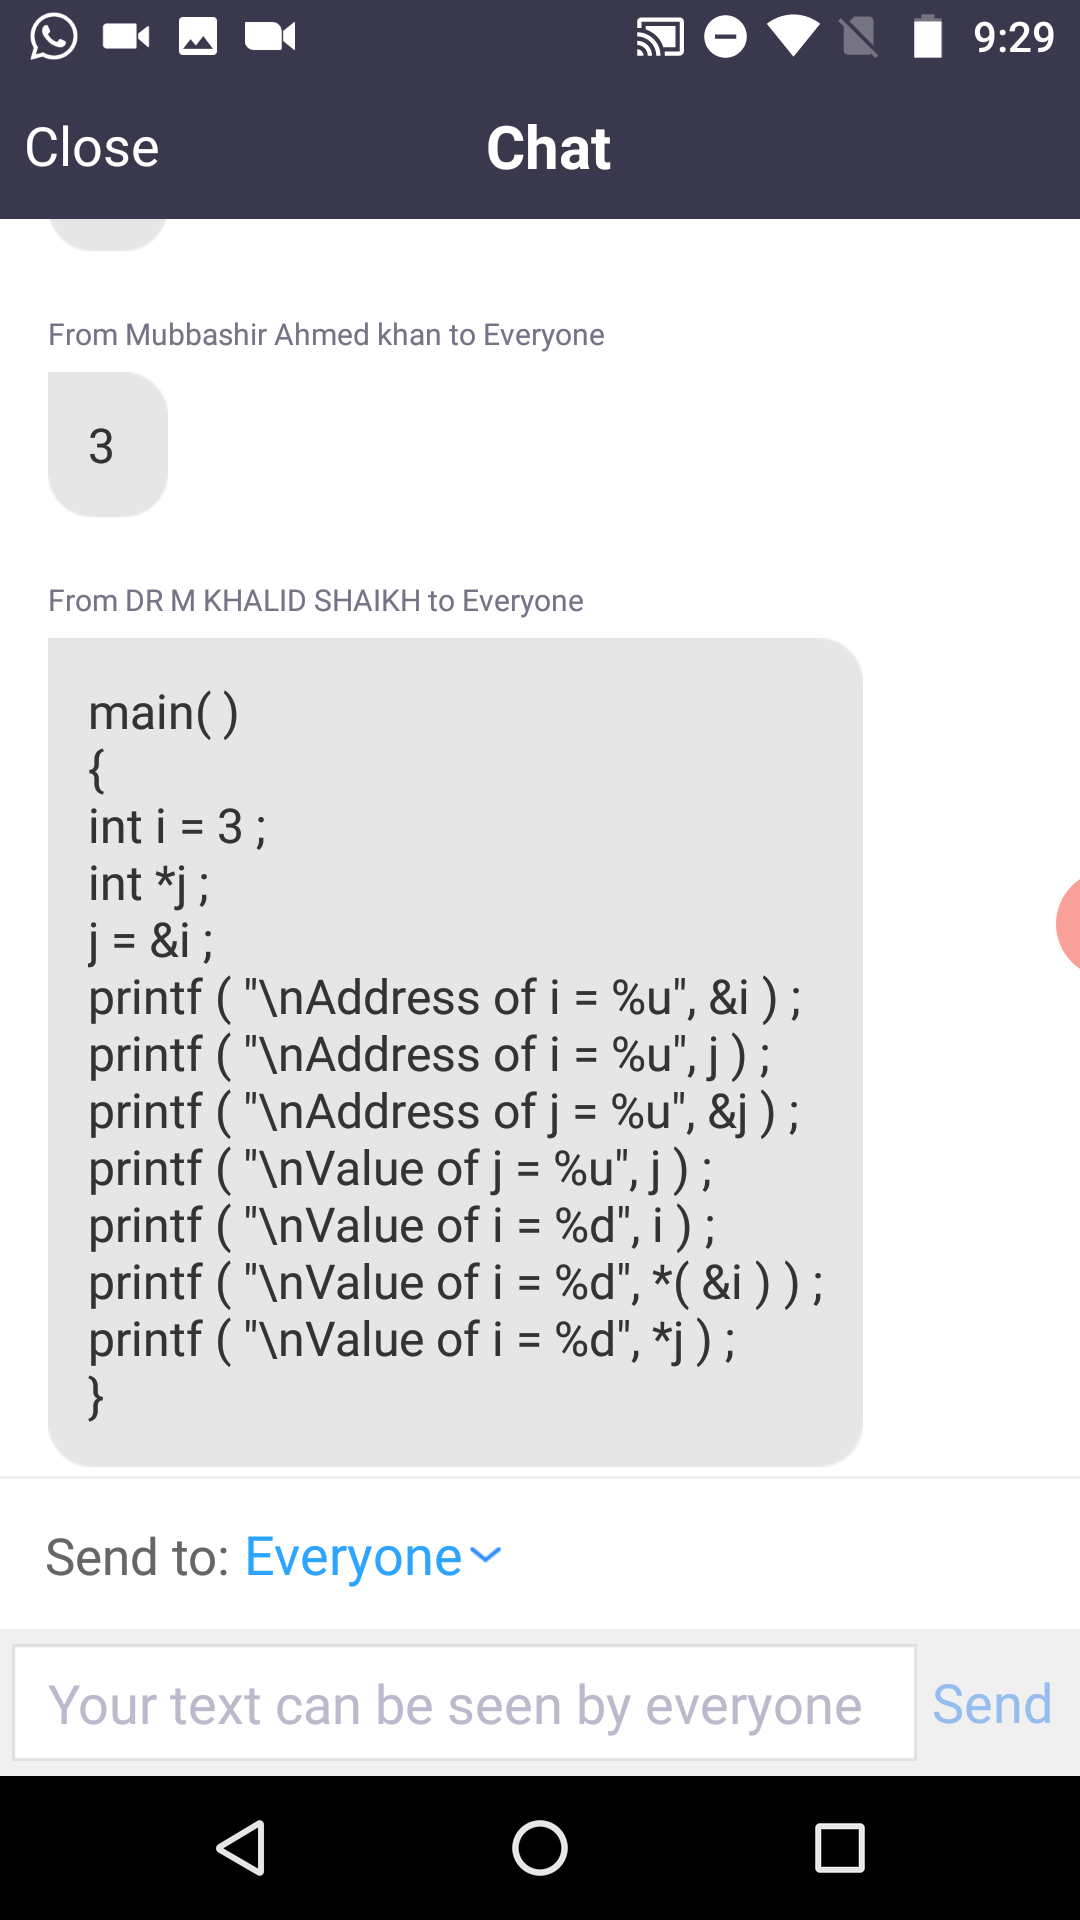 9:29
Close
Chat
From Mubbashir Ahmed khan to Everyone
3
From DR M KHALID SHAIKH to Everyone
main( )
{
int i = 3 ;
int *j ;
j = &i ;
printf ( "\nAddress of i = %u", &i ) ;
printf ( "\nAddress of i = %u", j ) ;
printf ( "\nAddress of j = %u", &j ) ;
printf ( "\nValue of j = %u", j ) ;
printf ( "\nValue of i = %d", i ) ;
printf ( "\nValue of i = %d", *( &i ) ) ;
printf ( "\nValue of i = %d", *j ) ;
}
Send to: Everyone
Your text can be seen by everyone
Send